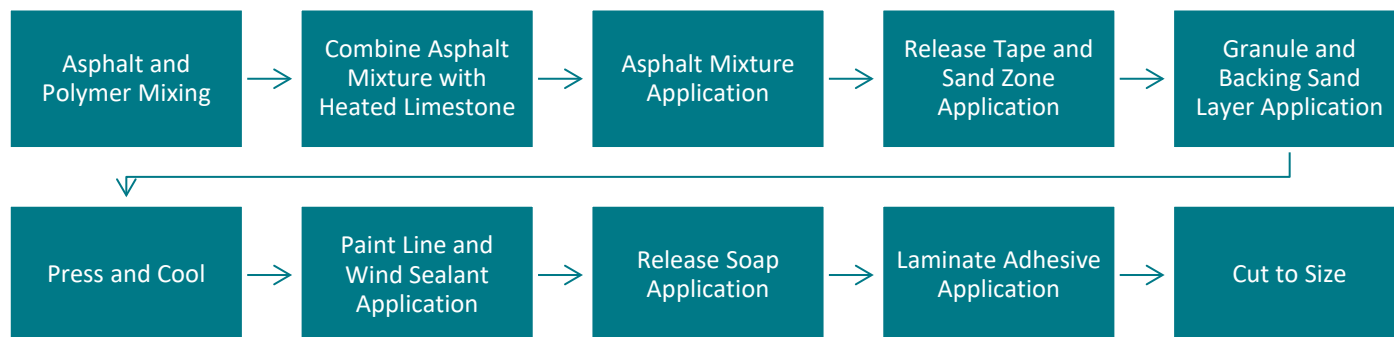 Asphalt and
Polymer Mixing
Combine Asphalt
Mixture with
Heated Limestone
Asphalt Mixture
Application
Release Tape and
Sand Zone
Application
Granule and
Backing Sand
Layer Application
Press and Cool
Paint Line and
Wind Sealant
Application
Release Soap
Application
Laminate Adhesive
Application
Cut to Size